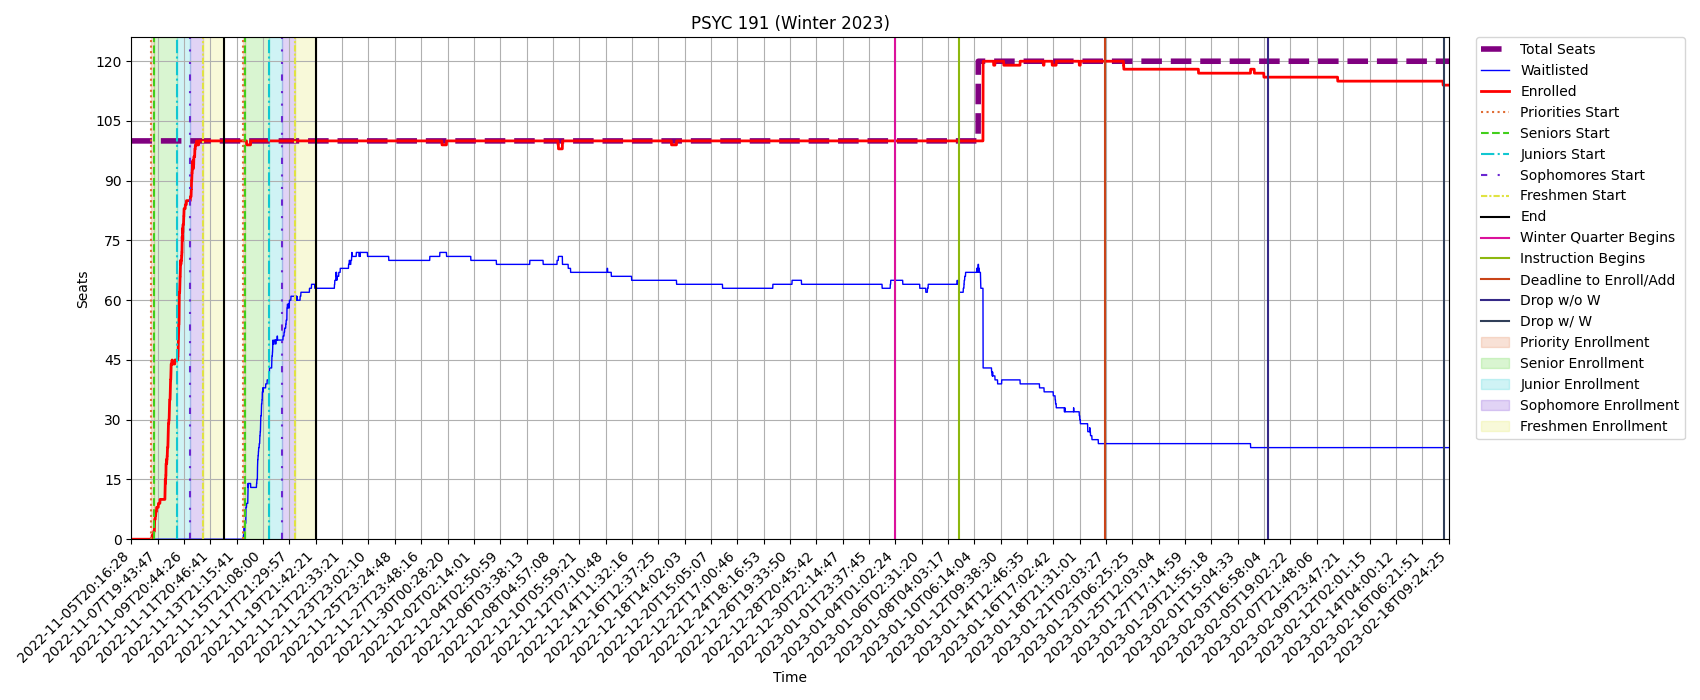 PSYC 191 (Winter 2023)
120
105
90
75
60
45
30
15
0
Seats
2022-11-05T20:16:28
2022-11-07T19:43:47
2022-11-09T20:44:26
2022-11-11T20:46:41
2022-11-13T21:15:41
2022-11-15T21:08:00
2022-11-17T21:29:57
2022-11-19T21:42:21
2022-11-21T22:33:21
2022-11-23T23:02:10
2022-11-25T23:24:48
2022-11-27T23:48:16
2022-11-30T00:28:20
2022-12-02T02:14:01
2022-12-04T02:50:59
2022-12-06T03:38:13
2022-12-08T04:57:08
2022-12-10T05:59:21
2022-12-12T07:10:48
2022-12-14T11:32:16
2022-12-16T12:37:25
2022-12-18T14:02:03
2022-12-20T15:05:07
2022-12-22T17:00:46
2022-12-24T18:16:53
2022-12-26T19:33:50
2022-12-28T20:45:42
2022-12-30T22:14:47
2023-01-01T23:37:45
2023-01-04T01:02:24
2023-01-06T02:31:20
2023-01-08T04:03:17
2023-01-10T06:14:04
2023-01-12T09:38:30
2023-01-14T12:46:35
2023-01-16T17:02:42
2023-01-18T21:31:01
2023-01-21T02:03:27
2023-01-23T06:25:25
2023-01-25T12:03:04
2023-01-27T17:14:59
2023-01-29T21:55:18
2023-02-01T15:04:33
2023-02-03T16:58:04
2023-02-05T19:02:22
2023-02-07T21:48:06
2023-02-09T23:47:21
2023-02-12T02:01:15
2023-02-14T04:00:12
2023-02-16T06:21:51
2023-02-18T09:24:25
Time
Total Seats
Waitlisted
Enrolled
Priorities Start
Seniors Start
Juniors Start
Sophomores Start
Freshmen Start
End
Winter Quarter Begins
Instruction Begins
Deadline to Enroll/Add
Drop w/o W
Drop w/ W
Priority Enrollment
Senior Enrollment
Junior Enrollment
Sophomore Enrollment
Freshmen Enrollment